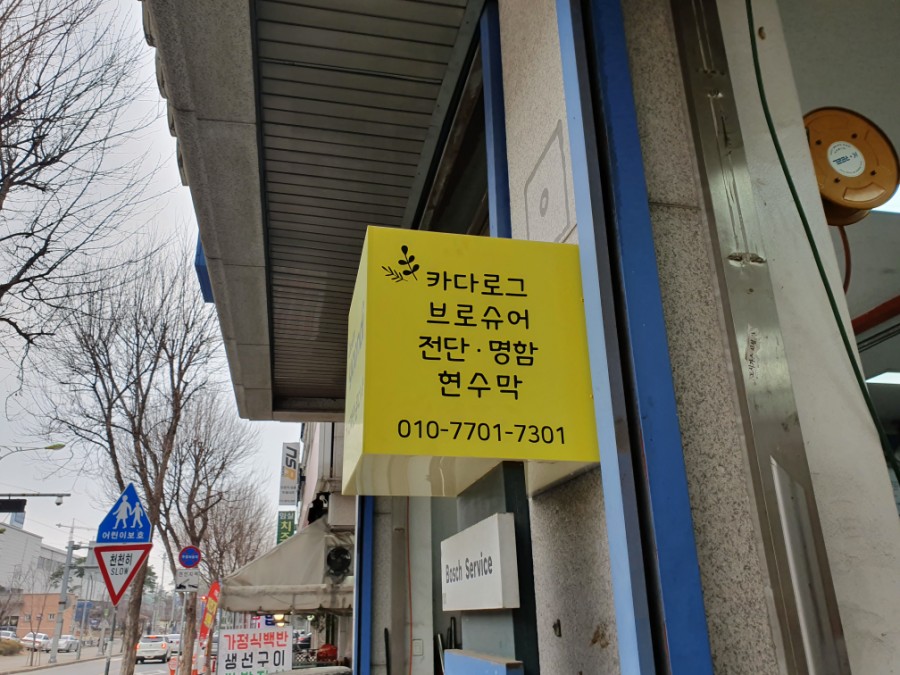 카다로그
브로슈어
전단·명함
현수막
010-7701-7301
Bosch Service
어린이보호
천천히
SLOW
가정식백반
생선구이